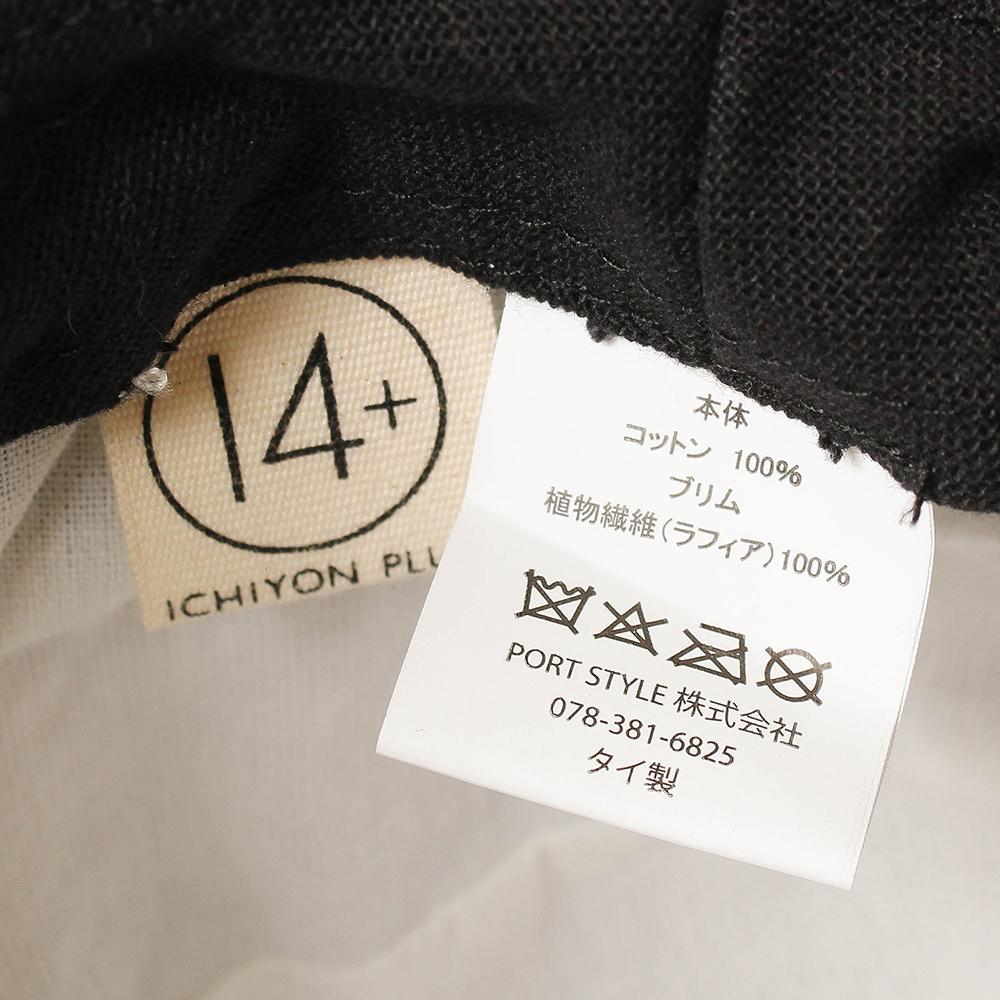 14+
ICHIYON
本体
コットン 100%
ブリム
植物繊維(ラフィア)100%
PORT STYLE 株式会社
078-381-6825
タイ製